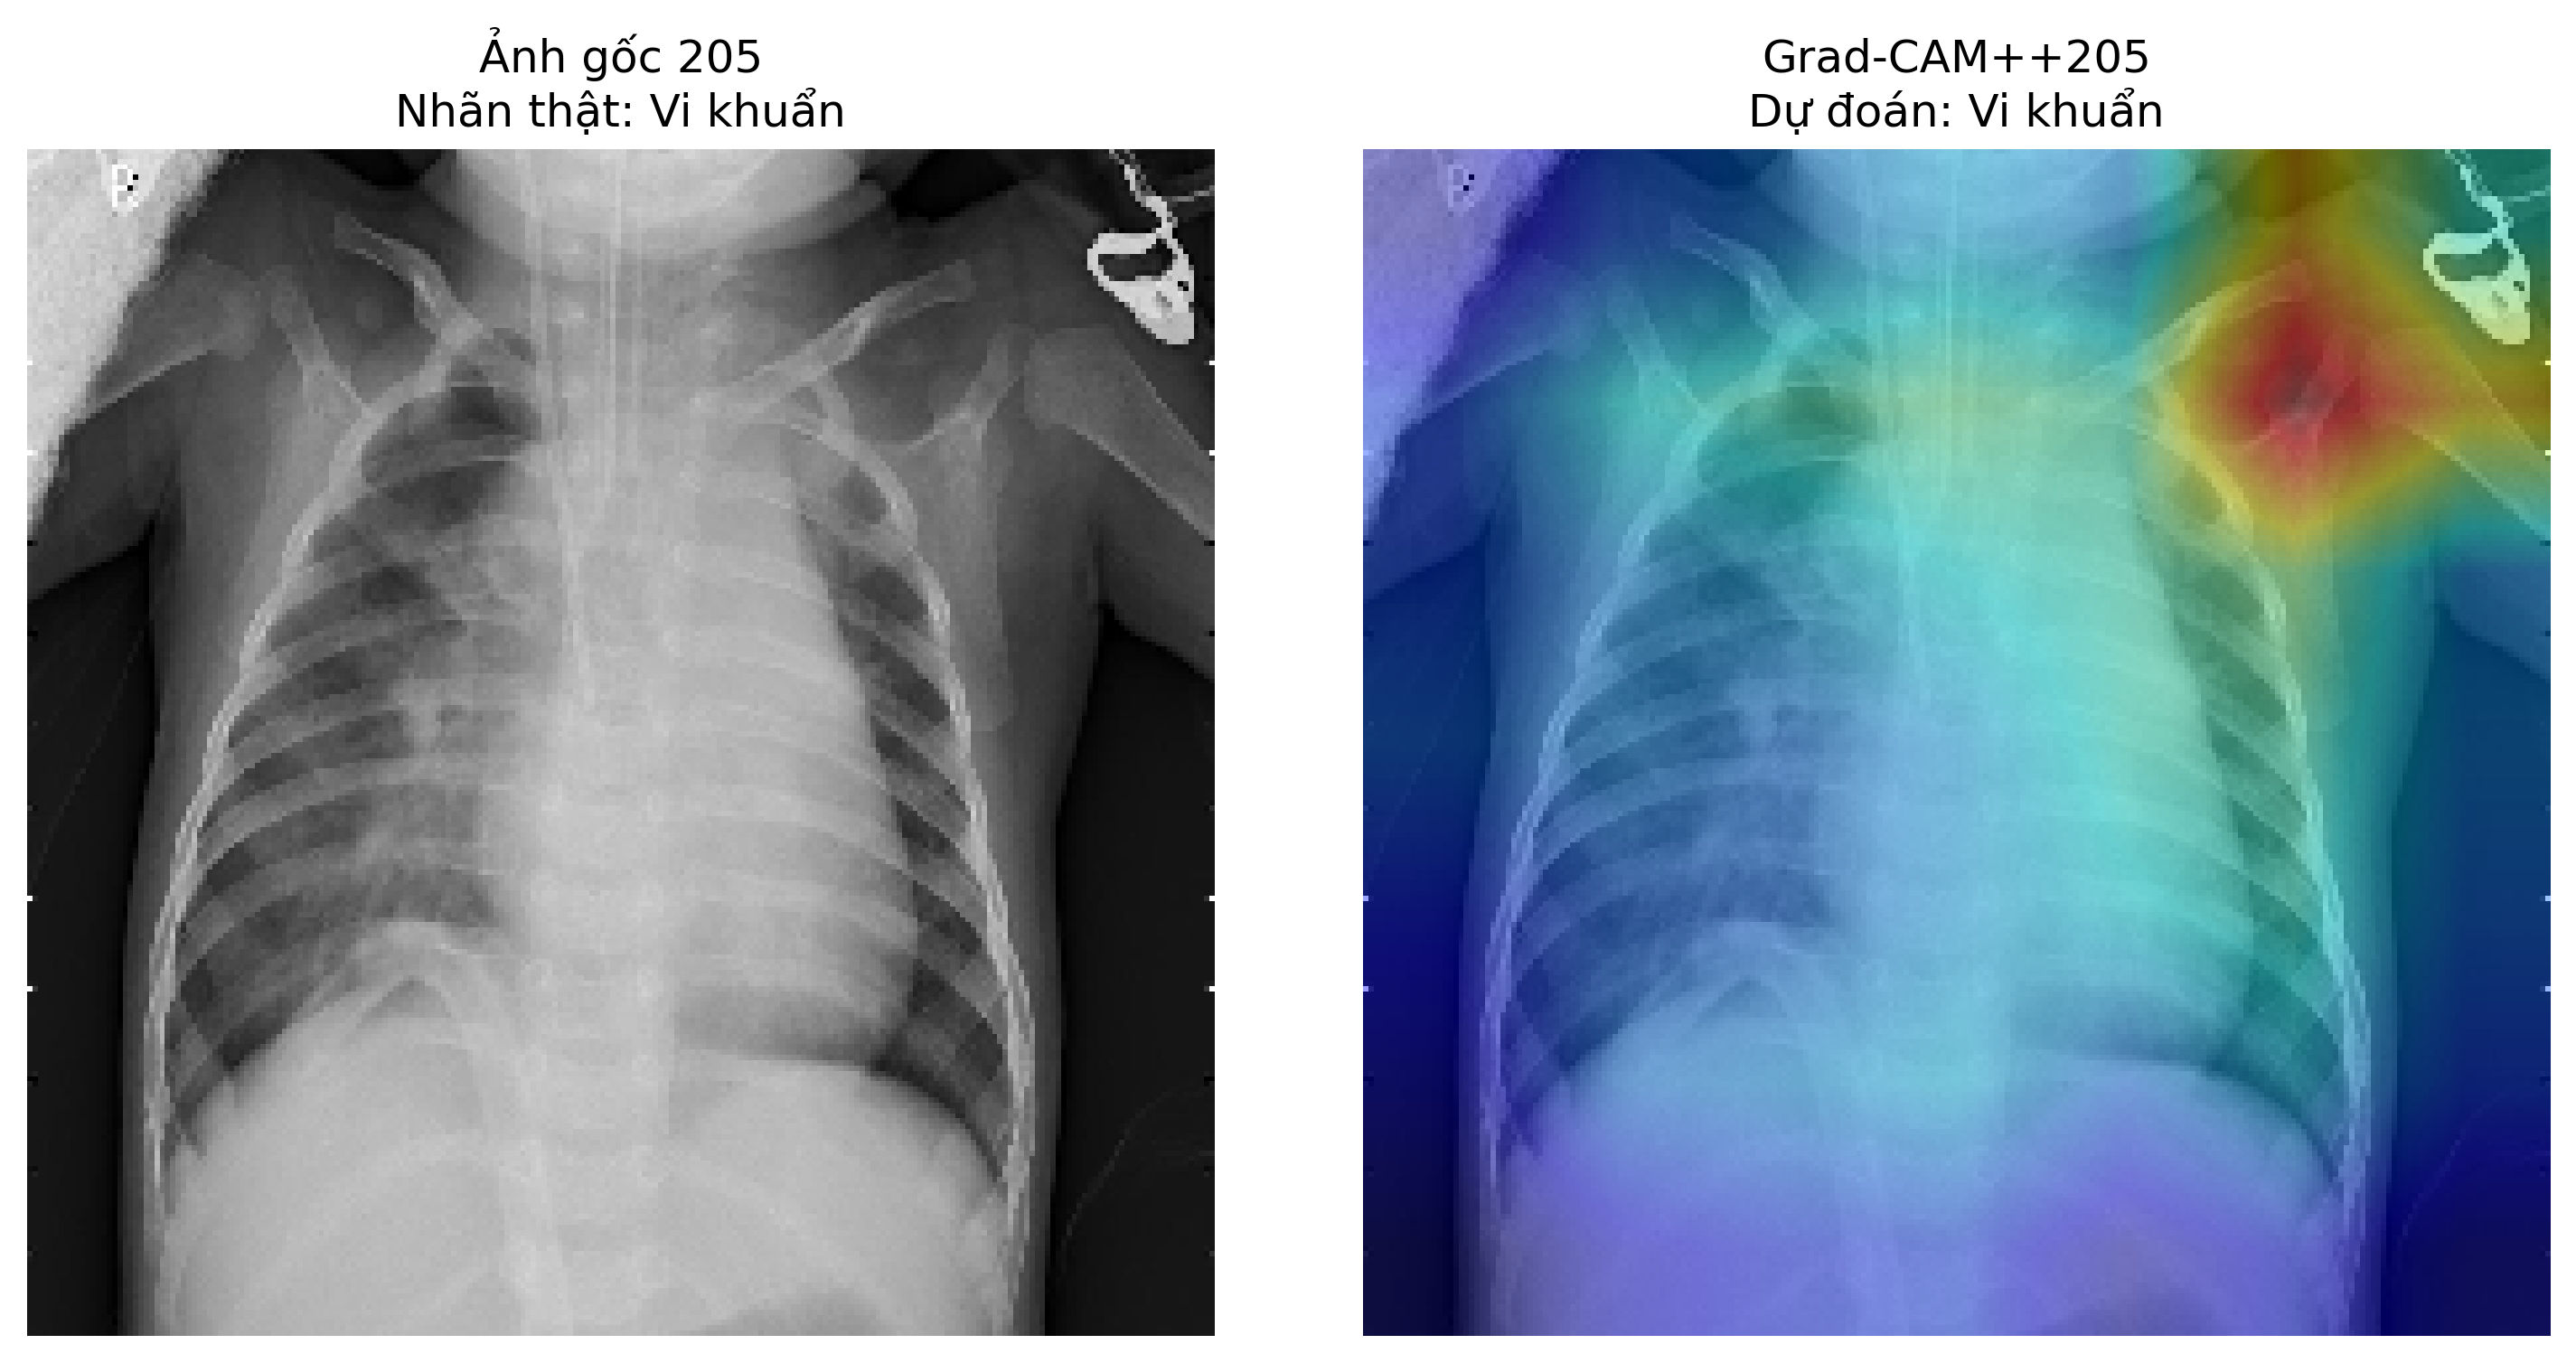 Ảnh gốc 205
Nhãn thật: Vi khuẩn
Grad-CAM++205
Dự đoán: Vi khuẩn
R